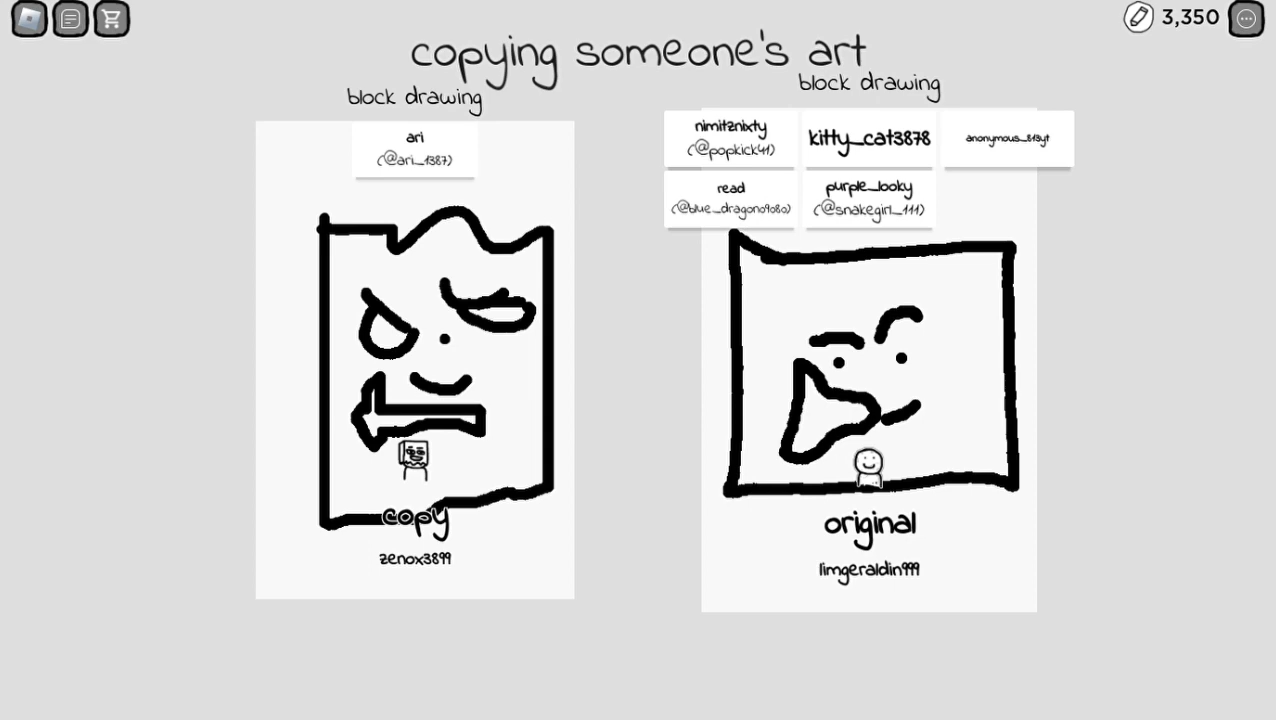 3,350
copying someone's art
block drawing
ari
(@ari_1387)
copy
zenox3899
block drawing
nimitznixty
(@popkick41)
kitty_cat3878
anonymous_813yt
read
(@blue_dragon09080)
purple_looky
(@snakegirl_111)
original
limgeraldin999